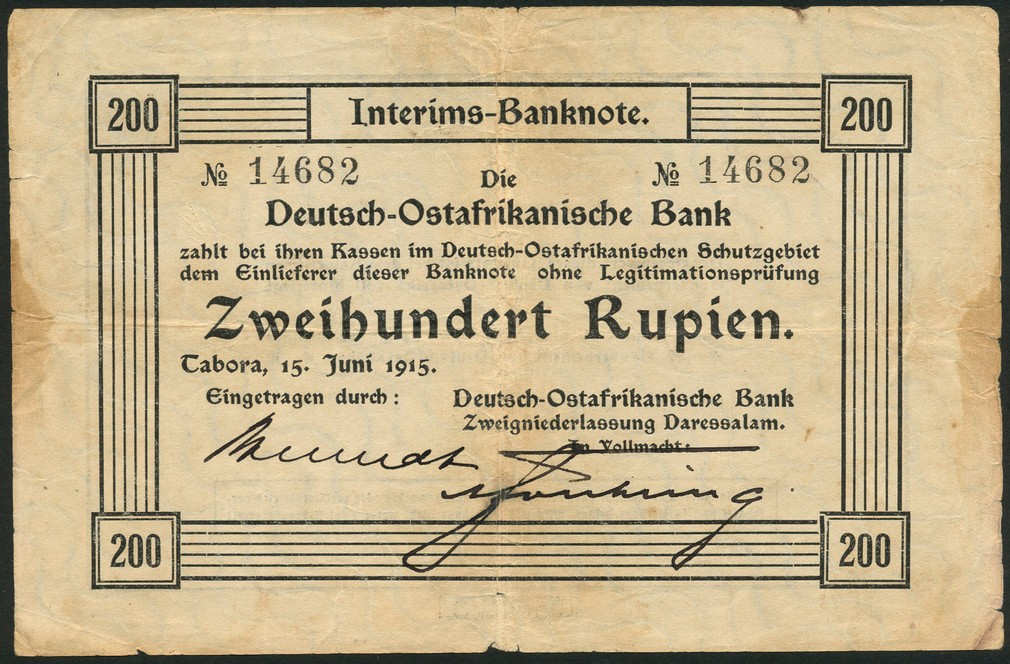 200 Interims-Banknote. 200
№ 14682 № 14682
Die
Deutsch-Ostafrikanische Bank
zahlt bei ihren Kassen im Deutsch-Ostafrikanischen Schutzgebiet
dem Einlieferer dieser Banknote ohne Legitimationsprüfung
Zweihundert Rupien.
Tabora, 15. Juni 1915.
Eingetragen durch: Deutsch-Ostafrikanische Bank
Zweigniederlassung Daressalam.
In Vollmacht:
200 200